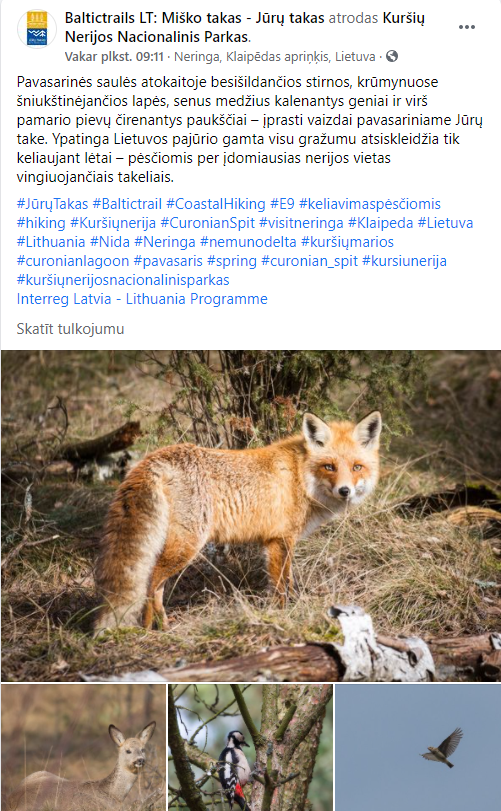 Baltictrails LT: Miško takas - Jūrų takas atrodas Kuršių
Nerijos Nacionalinis Parkas.
Vakar plkst. 09:11 · Neringa, Klaipėdas apriņķis, Lietuva ·
Pavasarinės saulės atokaitoje besišildančios stirnos, krūmynuose
šniukštinėjančios lapės, senus medžius kalenantys geniai ir virš
pamario pievų čirenantys paukščiai – įprasti vaizdai pavasariniame Jūrų
take. Ypatinga Lietuvos pajūrio gamta visu gražumu atsiskleidžia tik
keliaujant lėtai – pėsčiomis per įdomiausias nerijos vietas
vingiuojančiais takeliais.
#JūrųTakas #Baltictrail #CoastalHiking #E9 #keliavimaspėsčiomis
#hiking #Kuršiųnerija #CuronianSpit #visitneringa #Klaipeda #Lietuva
#Lithuania #Nida #Neringa #nemunodelta #kuršiųmarios
#curonianlagoon #pavasaris #spring #curonian_spit #kursiunerija
#kuršiųnerijosnacionalinisparkas
Interreg Latvia - Lithuania Programme
Skatīt tulkojumu